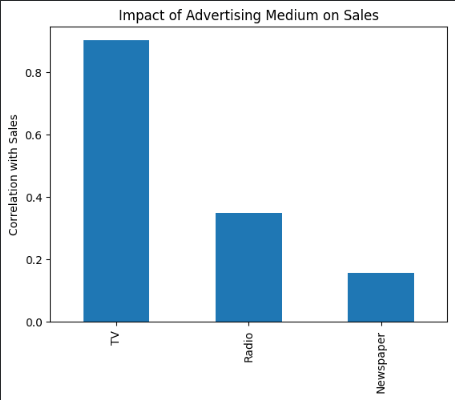 Impact of Advertising Medium on Sales
Correlation with Sales
0.8
0.6
0.4
0.2
0.0
TV
Radio
Newspaper